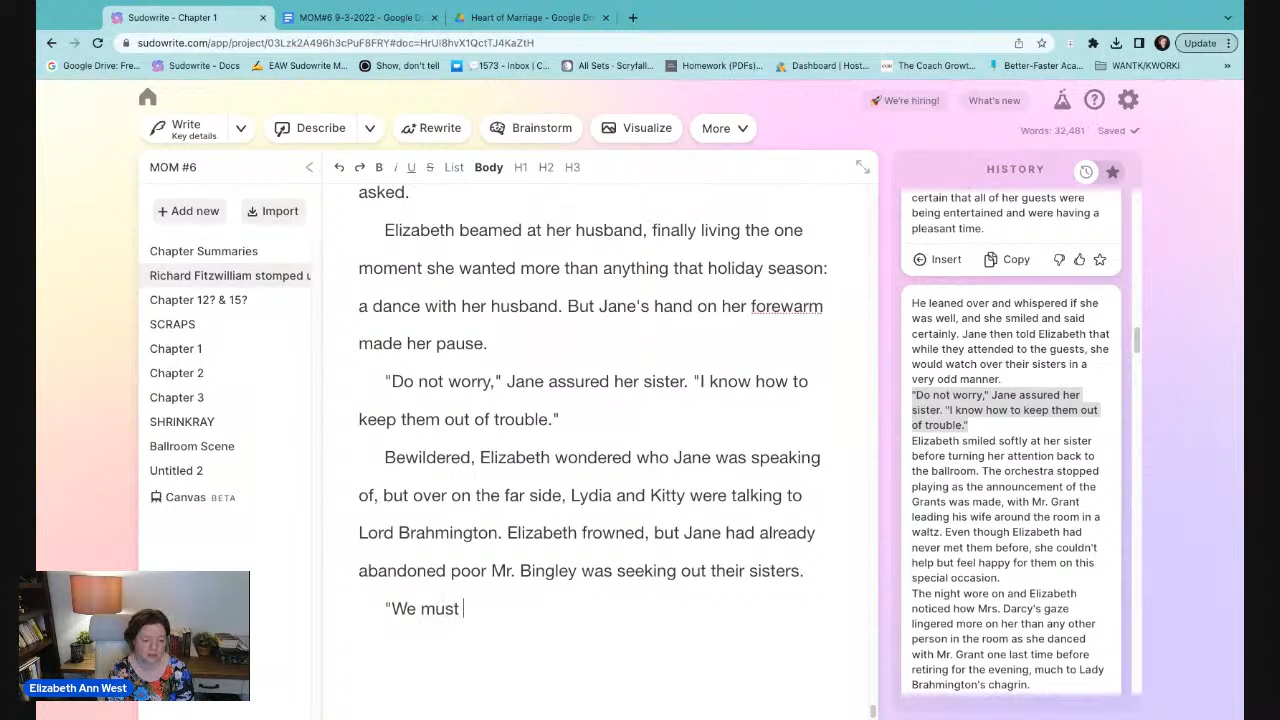 Sudowrite - Chapter 1
MOM#6 9-3-2022 - Google D
Heart of Marriage - Google Dr
sudowrite.com/app/project/03Lzk2A496h3cPuF8FRY#doc=HrUi8hvX1QctTJ4KaZtH
Update
Google Drive: Fre...
Sudowrite - Docs
EAW Sudowrite M...
Show, don't tell
1573 - Inbox | C...
All Sets · Scryfall...
Homework (PDFs)...
Dashboard | Host...
The Coach Growt...
Better-Faster Aca...
WANTK/KWORKI
We're hiring!
What's new
Write
Key details
Describe
Rewrite
Brainstorm
Visualize
More
Words: 32,481
Saved
MOM #6
B i U S List Body H1 H2 H3
HISTORY
+ Add new
Import
Chapter Summaries
Richard Fitzwilliam stomped u
Chapter 12? & 15?
SCRAPS
Chapter 1
Chapter 2
Chapter 3
SHRINKRAY
Ballroom Scene
Untitled 2
Canvas BETA
asked.
Elizabeth beamed at her husband, finally living the one
moment she wanted more than anything that holiday season:
a dance with her husband. But Jane's hand on her forewarm
made her pause.
"Do not worry," Jane assured her sister. "I know how to
keep them out of trouble."
Bewildered, Elizabeth wondered who Jane was speaking
of, but over on the far side, Lydia and Kitty were talking to
Lord Brahmington. Elizabeth frowned, but Jane had already
abandoned poor Mr. Bingley was seeking out their sisters.
"We must
certain that all of her guests were
being entertained and were having a
pleasant time.
Insert
Copy
He leaned over and whispered if she
was well, and she smiled and said
certainly. Jane then told Elizabeth that
while they attended to the guests, she
would watch over their sisters in a
very odd manner.
"Do not worry," Jane assured her
sister. "I know how to keep them out
of trouble."
Elizabeth smiled softly at her sister
before turning her attention back to
the ballroom. The orchestra stopped
playing as the announcement of the
Grants was made, with Mr. Grant
leading his wife around the room in a
waltz. Even though Elizabeth had
never met them before, she couldn't
help but feel happy for them on this
special occasion.
The night wore on and Elizabeth
noticed how Mrs. Darcy's gaze
lingered more on her than any other
person in the room as she danced
with Mr. Grant one last time before
retiring for the evening, much to Lady
Brahmington's chagrin.
Elizabeth Ann West